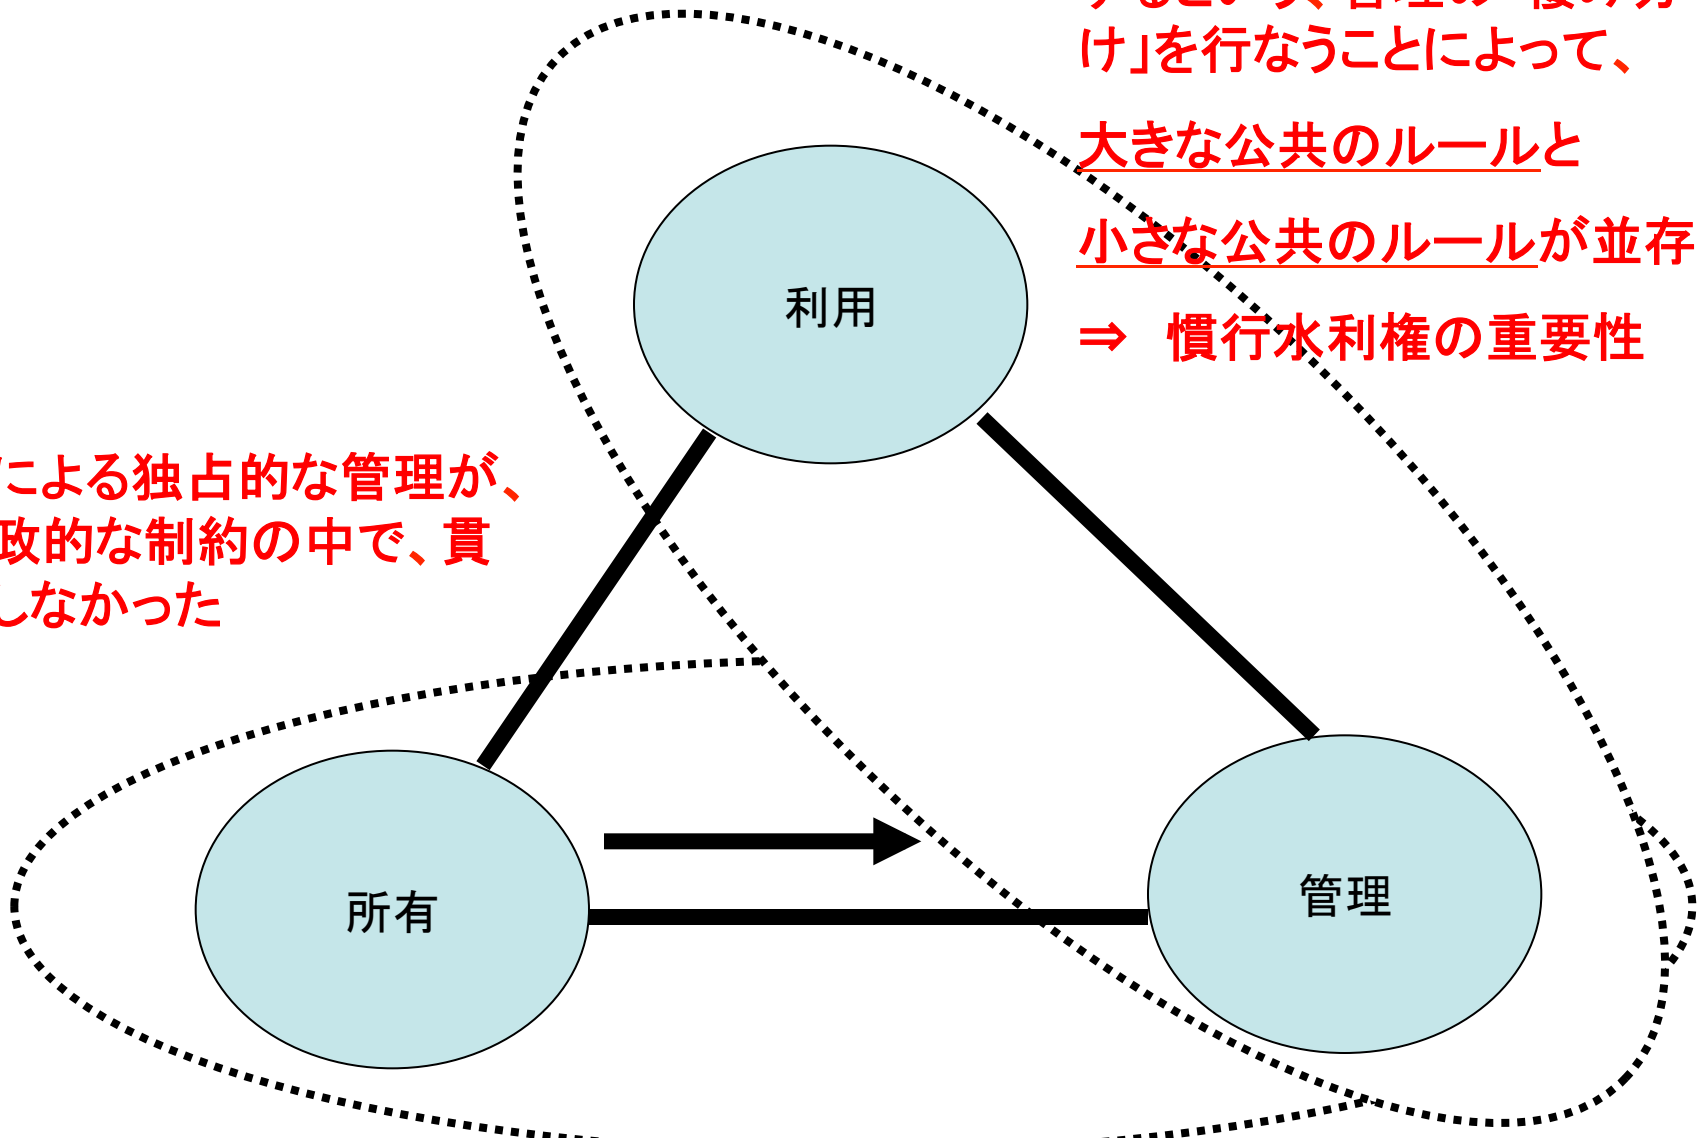 け」を行なうことによって、
大きな公共のルールと
小さな公共のルールが並存
⇒ 慣行水利権の重要性
利用
による独占的な管理が、
政的な制約の中で、貫
しなかった
所有
管理